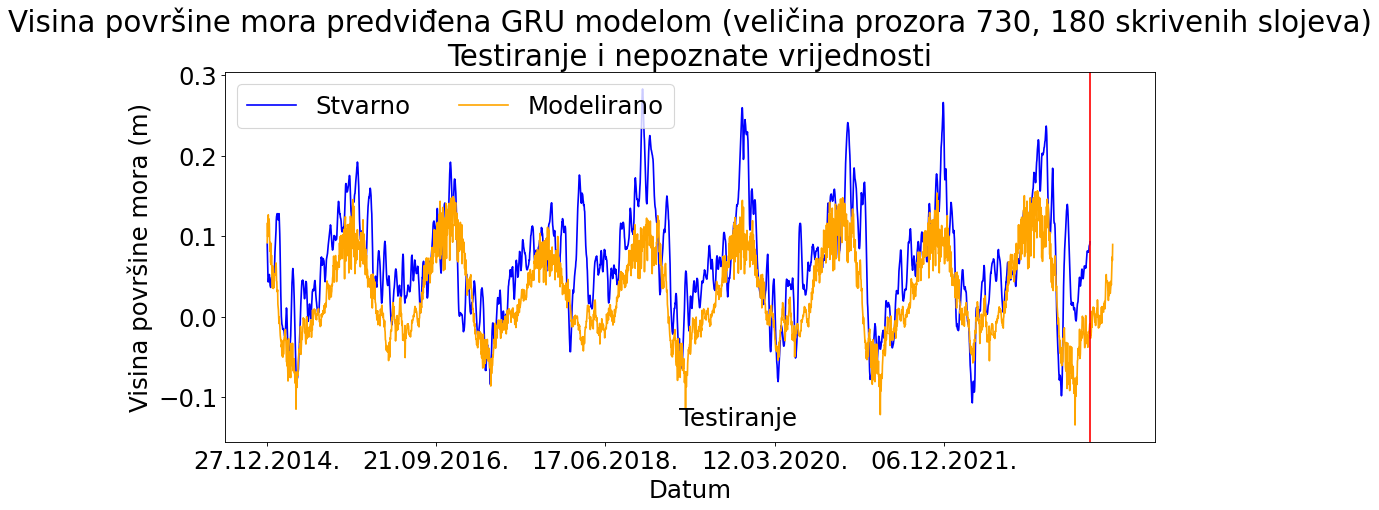 Visina površine mora predviđena GRU modelom (veličina prozora 730, 180 skrivenih slojeva)
Testiranje i nepoznate vrijednosti
Stvarno Modelirano
Visina površine mora (m)
0.3
0.2
0.1
0.0
−0.1
Testiranje
27.12.2014. 21.09.2016. 17.06.2018. 12.03.2020. 06.12.2021.
Datum